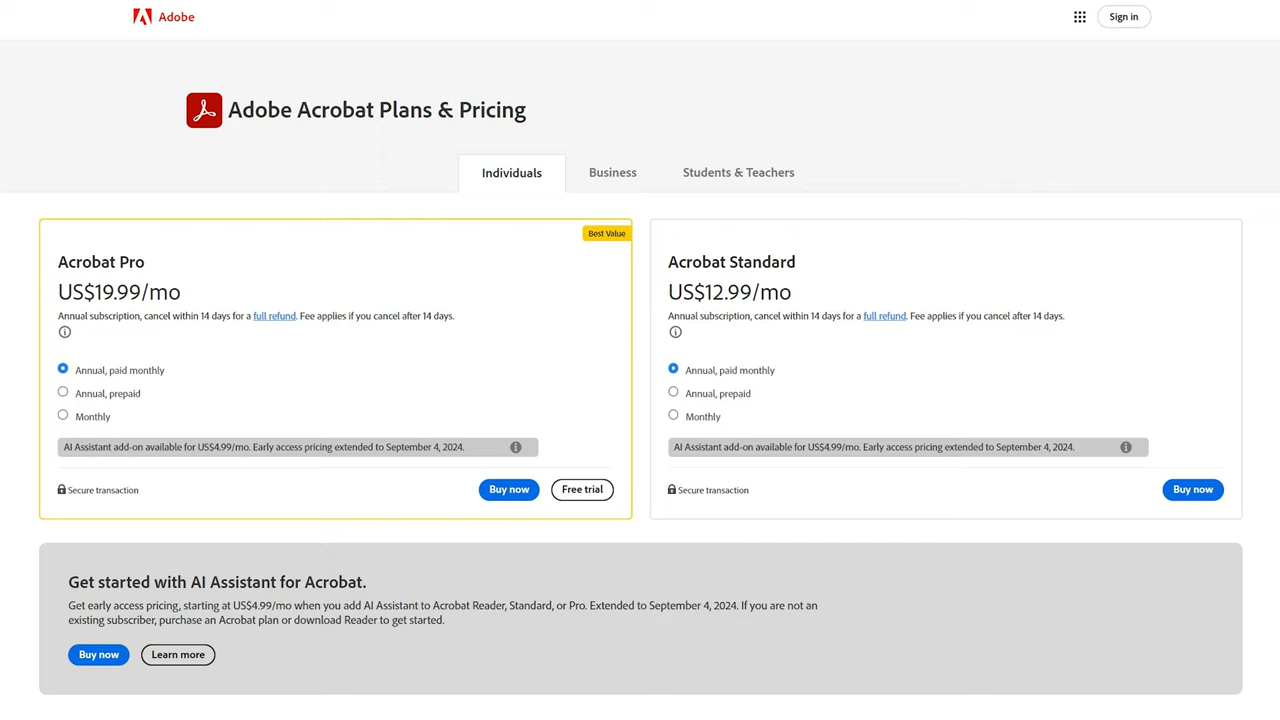 Adobe
Sign in
Adobe Acrobat Plans & Pricing
Individuals
Business
Students & Teachers
Best Value
Acrobat Pro
US$19.99/mo
Annual subscription, cancel within 14 days for a full refund. Fee applies if you cancel after 14 days.
Annual, paid monthly
Annual, prepaid
Monthly
AI Assistant add-on available for US$4.99/mo. Early access pricing extended to September 4, 2024.
Secure transaction
Buy now
Free trial
Acrobat Standard
US$12.99/mo
Annual subscription, cancel within 14 days for a full refund. Fee applies if you cancel after 14 days.
Annual, paid monthly
Annual, prepaid
Monthly
AI Assistant add-on available for US$4.99/mo. Early access pricing extended to September 4, 2024.
Secure transaction
Buy now
Get started with AI Assistant for Acrobat.
Get early access pricing, starting at US$4.99/mo when you add AI Assistant to Acrobat Reader, Standard, or Pro. Extended to September 4, 2024. If you are not an
existing subscriber, purchase an Acrobat plan or download Reader to get started.
Buy now
Learn more